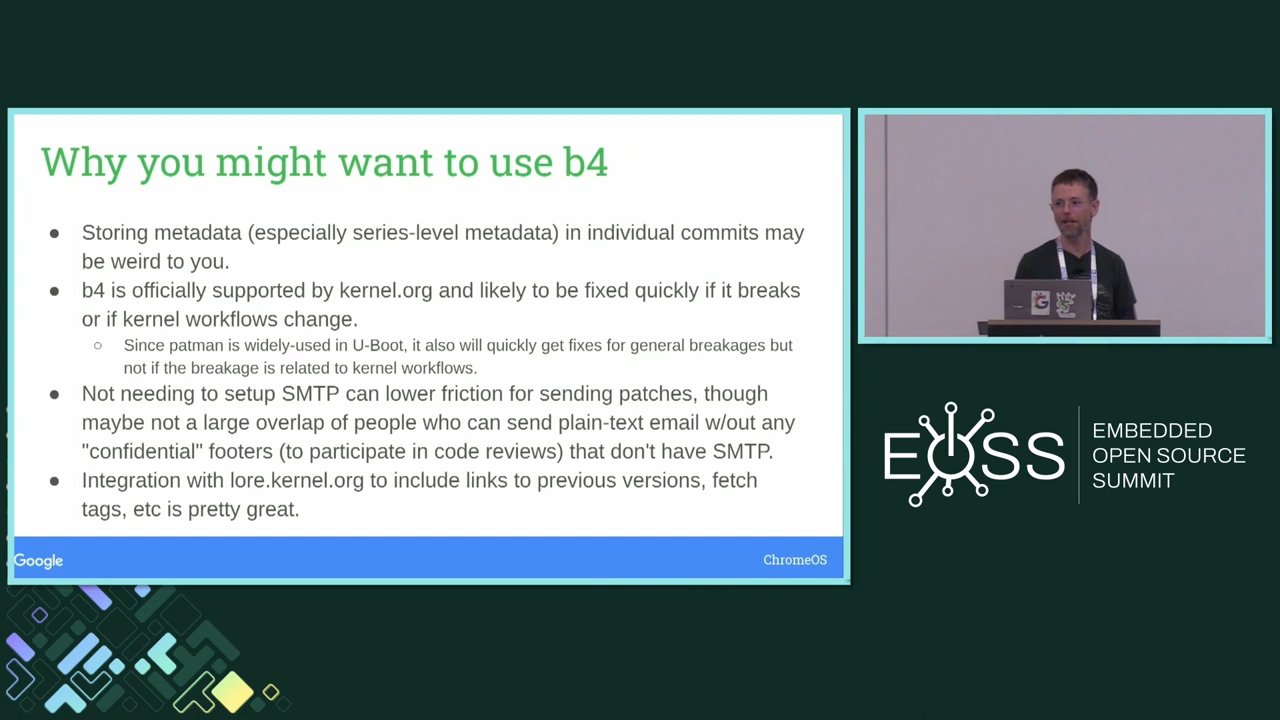 Why you might want to use b4
● Storing metadata (especially series-level metadata) in individual commits may
be weird to you.
● b4 is officially supported by kernel.org and likely to be fixed quickly if it breaks
or if kernel workflows change.
○ Since patman is widely-used in U-Boot, it also will quickly get fixes for general breakages but
not if the breakage is related to kernel workflows.
● Not needing to setup SMTP can lower friction for sending patches, though
maybe not a large overlap of people who can send plain-text email w/out any
"confidential" footers (to participate in code reviews) that don't have SMTP.
● Integration with lore.kernel.org to include links to previous versions, fetch
tags, etc is pretty great.
Google
ChromeOS
G
EOSS
EMBEDDED
OPEN SOURCE
SUMMIT